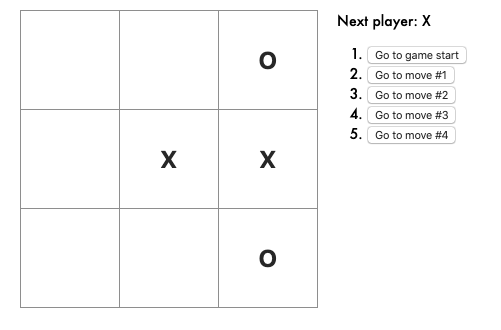 O
X X
O
Next player: X
1. Go to game start
2. Go to move #1
3. Go to move #2
4. Go to move #3
5. Go to move #4